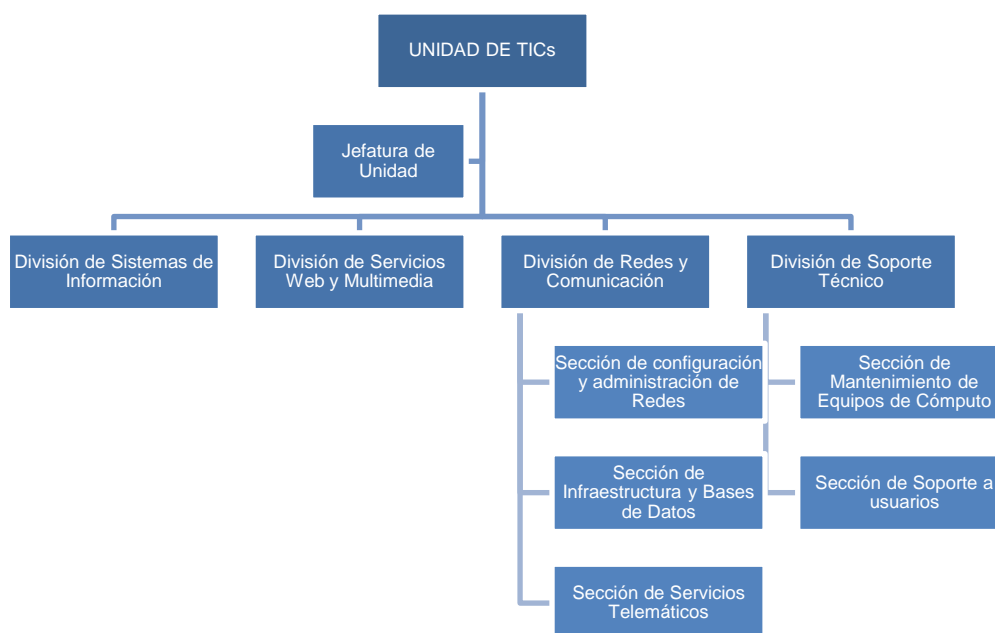 UNIDAD DE TICs
Jefatura de
Unidad
División de Sistemas de
Información
División de Servicios
Web y Multimedia
División de Redes y
Comunicación
División de Soporte
Técnico
Sección de configuración
y administración de
Redes
Sección de
Infraestructura y Bases
de Datos
Sección de Servicios
Telemáticos
Sección de
Mantenimiento de
Equipos de Cómputo
Sección de Soporte a
usuarios